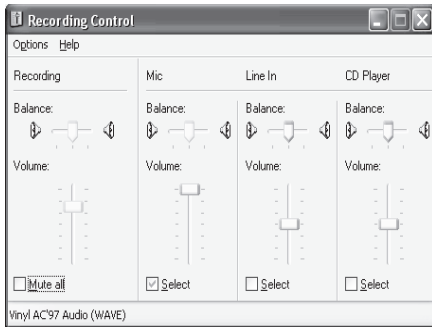 Recording Control
Options Help
Recording Mic Line In CD Player
Balance: Balance: Balance: Balance:
Volume: Volume: Volume: Volume:
Mute all Select Select Select
Vinyl AC'97 Audio (WAVE)